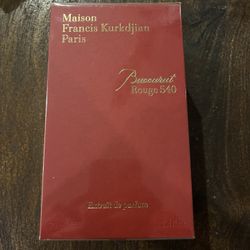 Maison
Francis Kurkdjian
Paris
Baccarat
Rouge 540
Extrait de parfum